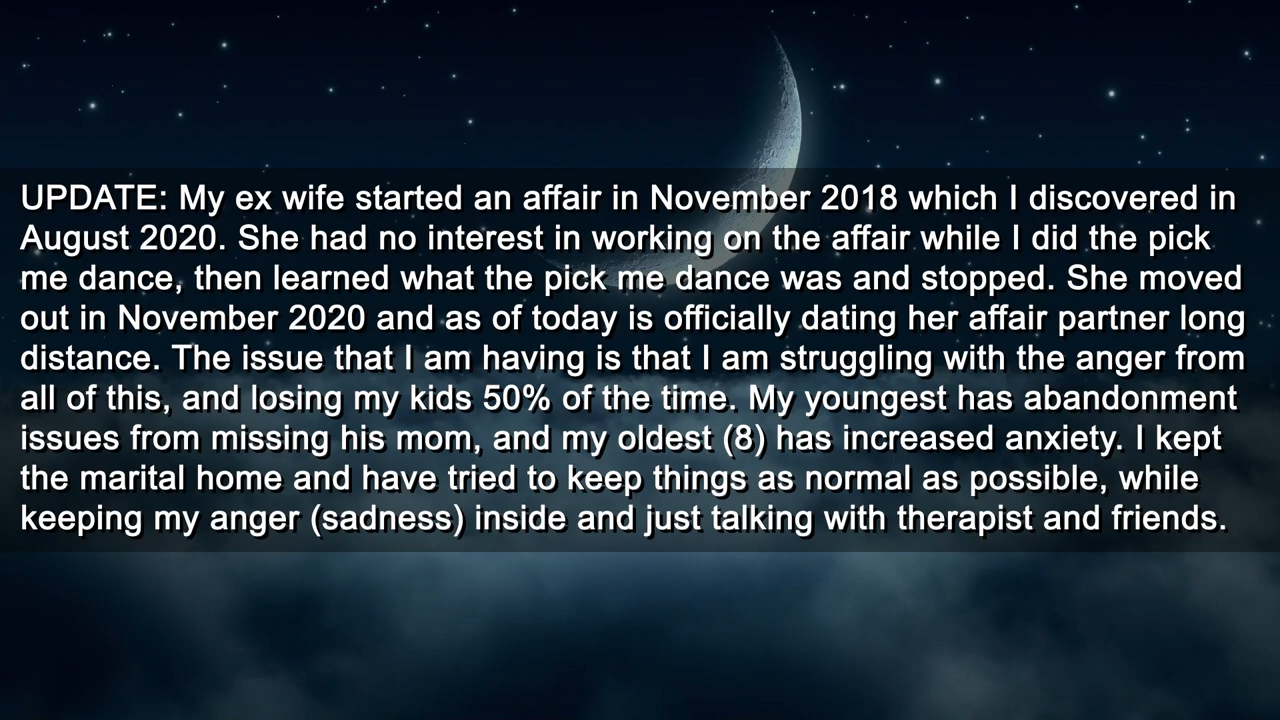 UPDATE: My ex wife started an affair in November 2018 which I discovered in
August 2020. She had no interest in working on the affair while I did the pick
me dance, then learned what the pick me dance was and stopped. She moved
out in November 2020 and as of today is officially dating her affair partner long
distance. The issue that I am having is that I am struggling with the anger from
all of this, and losing my kids 50% of the time. My youngest has abandonment
issues from missing his mom, and my oldest (8) has increased anxiety. I kept
the marital home and have tried to keep things as normal as possible, while
keeping my anger (sadness) inside and just talking with therapist and friends.